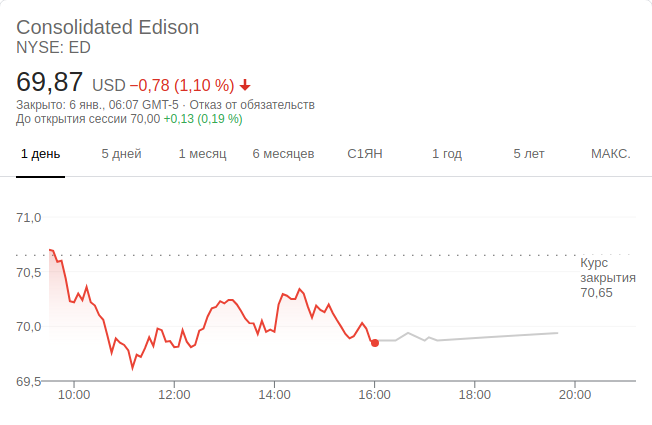 Consolidated Edison
NYSE: ED
69,87 USD −0,78 (1,10 %)
Закрыто: 6 янв., 06:07 GMT-5 · Отказ от обязательств
До открытия сессии 70,00 +0,13 (0,19 %)
1 день 5 дней 1 месяц 6 месяцев С1ЯН 1 год 5 лет МАКС.
71,0
70,5
70,0
69,5
Курс
закрытия
70,65
10:00 12:00 14:00 16:00 18:00 20:00